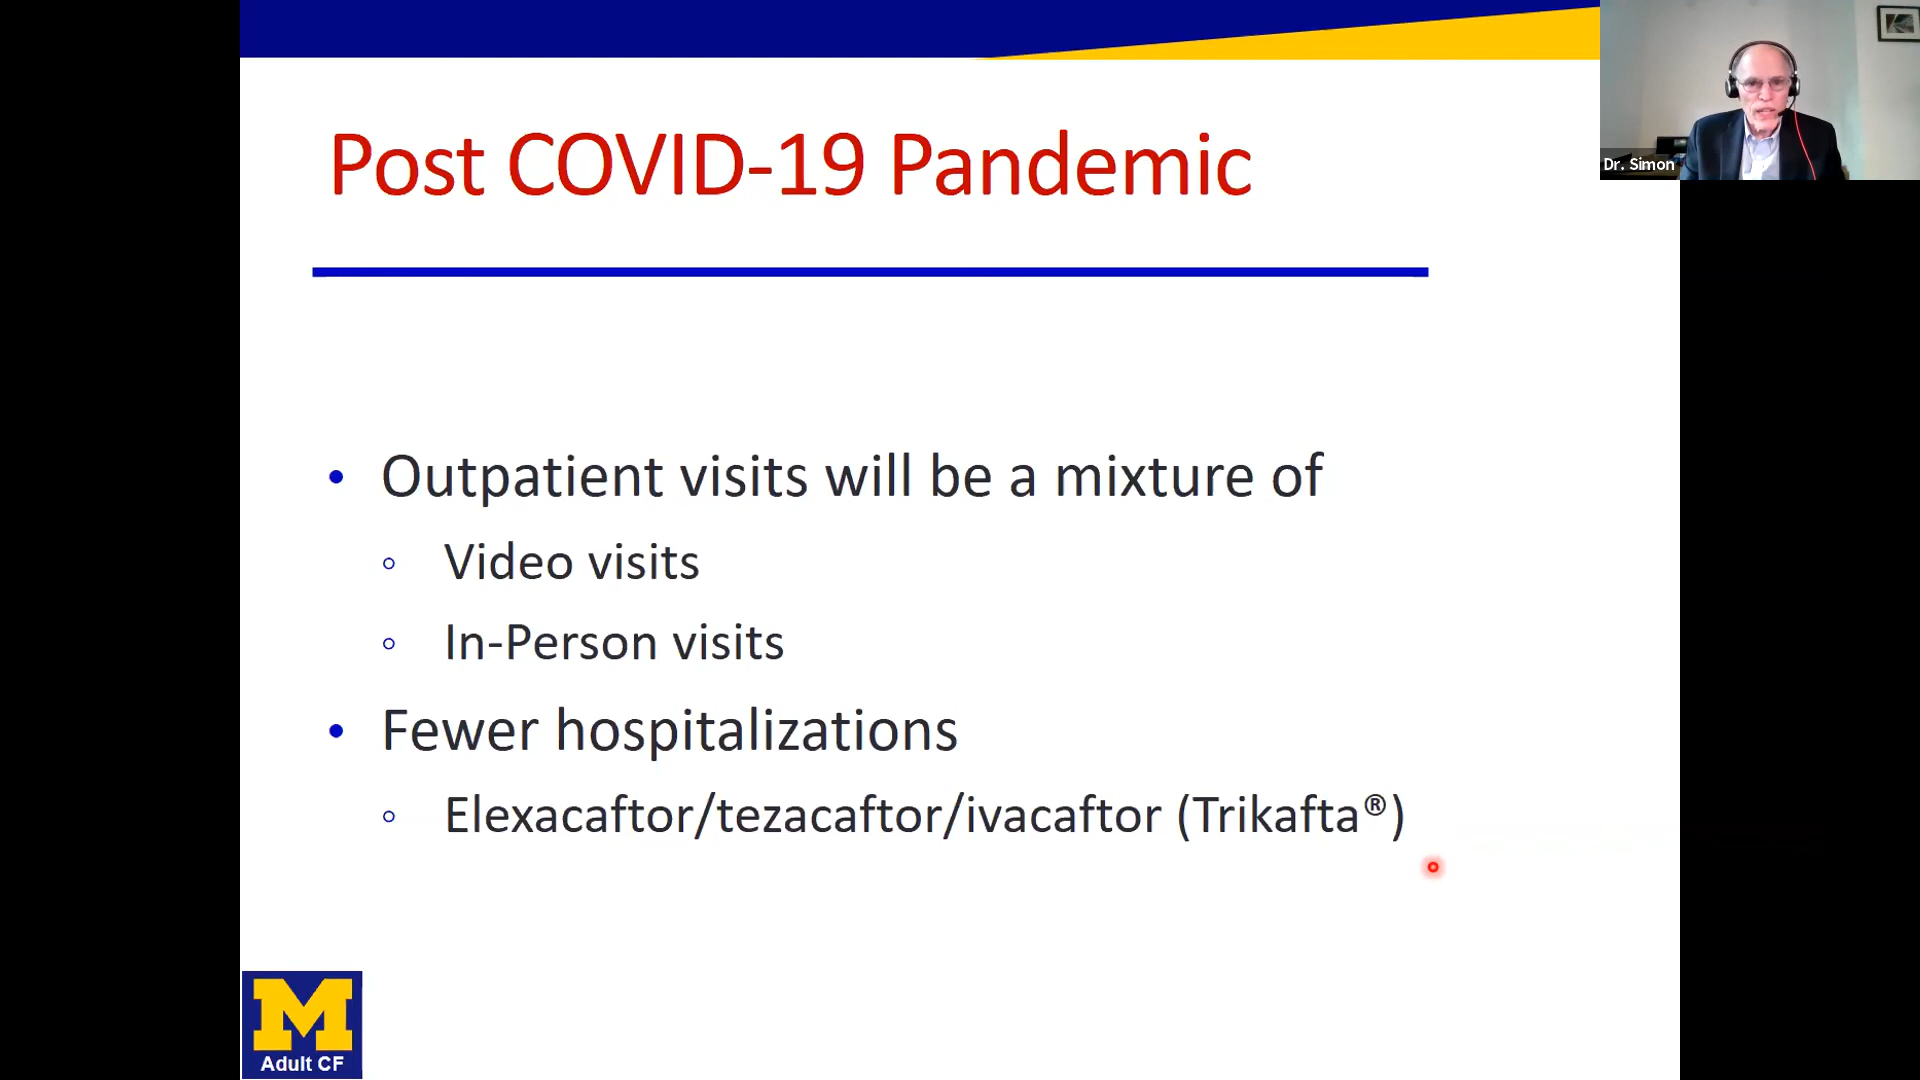 Post COVID-19 Pandemic
Dr. Simon
• Outpatient visits will be a mixture of
◦ Video visits
◦ In-Person visits
• Fewer hospitalizations
◦ Elexacaftor/tezacaftor/ivacaftor (Trikafta®)
M
Adult CF